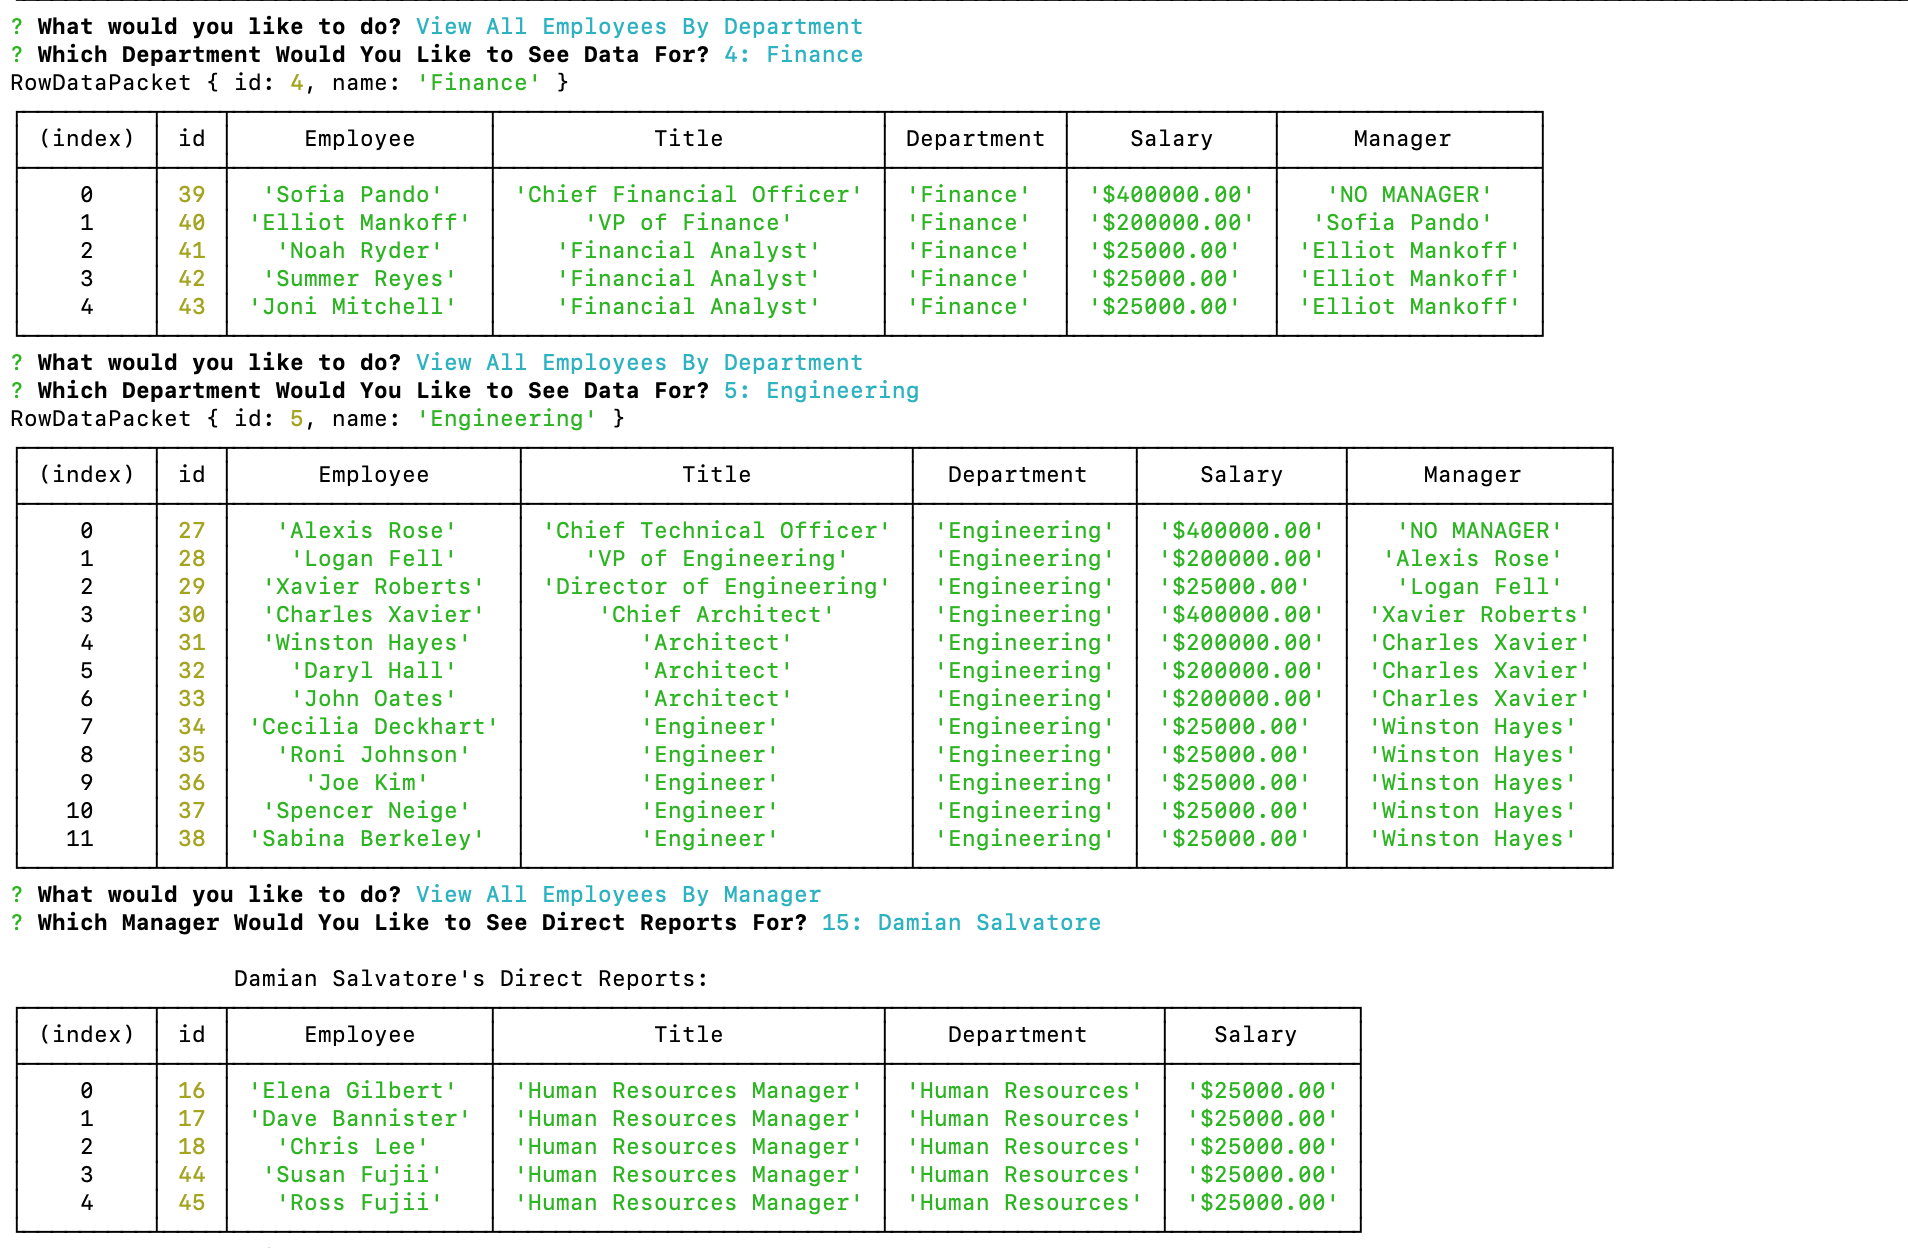 ? What would you like to do? View All Employees By Department
? Which Department Would You Like to See Data For? 4: Finance
RowDataPacket { id: 4, name: 'Finance' }
(index) id Employee Title Department Salary Manager
0 39 'Sofia Pando' 'Chief Financial Officer' 'Finance' '$400000.00' 'NO MANAGER'
1 40 'Elliot Mankoff' 'VP of Finance' 'Finance' '$200000.00' 'Sofia Pando'
2 41 'Noah Ryder' 'Financial Analyst' 'Finance' '$25000.00' 'Elliot Mankoff'
3 42 'Summer Reyes' 'Financial Analyst' 'Finance' '$25000.00' 'Elliot Mankoff'
4 43 'Joni Mitchell' 'Financial Analyst' 'Finance' '$25000.00' 'Elliot Mankoff'
? What would you like to do? View All Employees By Department
? Which Department Would You Like to See Data For? 5: Engineering
RowDataPacket { id: 5, name: 'Engineering' }
(index) id Employee Title Department Salary Manager
0 27 'Alexis Rose' 'Chief Technical Officer' 'Engineering' '$400000.00' 'NO MANAGER'
1 28 'Logan Fell' 'VP of Engineering' 'Engineering' '$200000.00' 'Alexis Rose'
2 29 'Xavier Roberts' 'Director of Engineering' 'Engineering' '$25000.00' 'Logan Fell'
3 30 'Charles Xavier' 'Chief Architect' 'Engineering' '$400000.00' 'Xavier Roberts'
4 31 'Winston Hayes' 'Architect' 'Engineering' '$200000.00' 'Charles Xavier'
5 32 'Daryl Hall' 'Architect' 'Engineering' '$200000.00' 'Charles Xavier'
6 33 'John Oates' 'Architect' 'Engineering' '$200000.00' 'Charles Xavier'
7 34 'Cecilia Deckhart' 'Engineer' 'Engineering' '$25000.00' 'Winston Hayes'
8 35 'Roni Johnson' 'Engineer' 'Engineering' '$25000.00' 'Winston Hayes'
9 36 'Joe Kim' 'Engineer' 'Engineering' '$25000.00' 'Winston Hayes'
10 37 'Spencer Neige' 'Engineer' 'Engineering' '$25000.00' 'Winston Hayes'
11 38 'Sabina Berkeley' 'Engineer' 'Engineering' '$25000.00' 'Winston Hayes'
? What would you like to do? View All Employees By Manager
? Which Manager Would You Like to See Direct Reports For? 15: Damian Salvatore
Damian Salvatore's Direct Reports:
(index) id Employee Title Department Salary
0 16 'Elena Gilbert' 'Human Resources Manager' 'Human Resources' '$25000.00'
1 17 'Dave Bannister' 'Human Resources Manager' 'Human Resources' '$25000.00'
2 18 'Chris Lee' 'Human Resources Manager' 'Human Resources' '$25000.00'
3 44 'Susan Fujii' 'Human Resources Manager' 'Human Resources' '$25000.00'
4 45 'Ross Fujii' 'Human Resources Manager' 'Human Resources' '$25000.00'